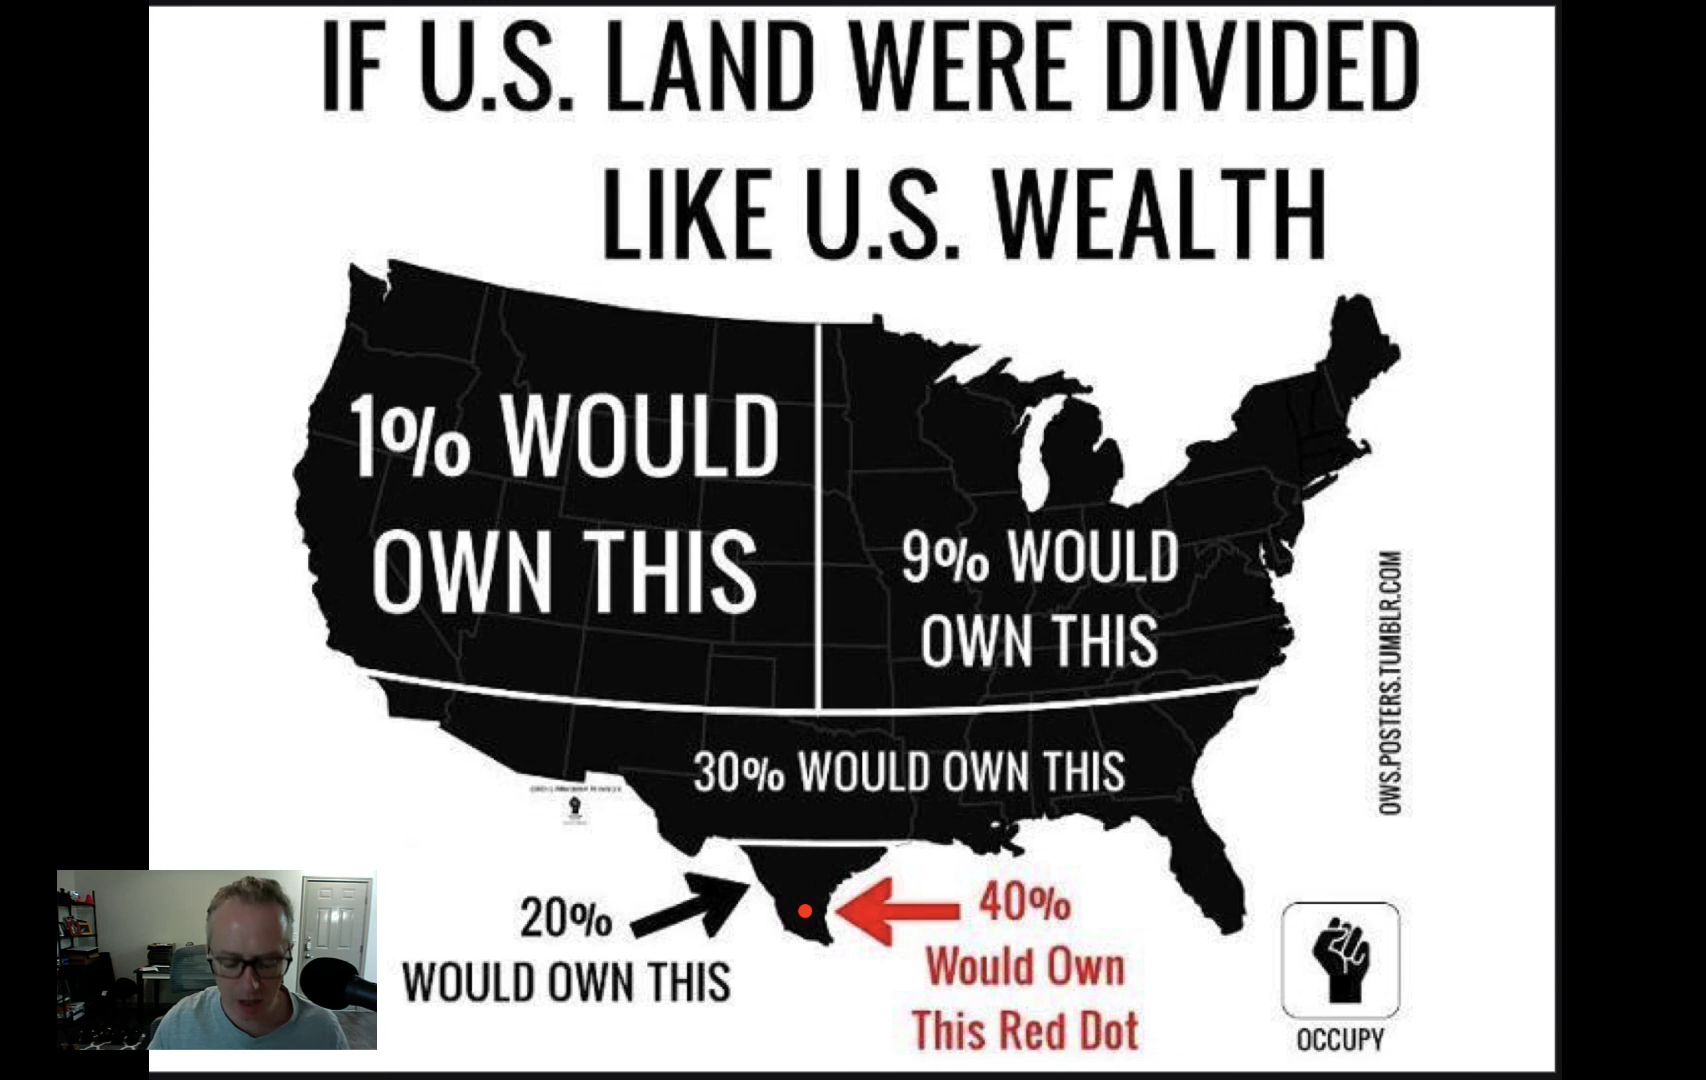 IF U.S. LAND WERE DIVIDED
LIKE U.S. WEALTH
1% WOULD
OWN THIS
9% WOULD
OWN THIS
30% WOULD OWN THIS
20%
WOULD OWN THIS
40%
Would Own
This Red Dot
OWS.POSTERS.TUMBLR.COM
OCCUPY